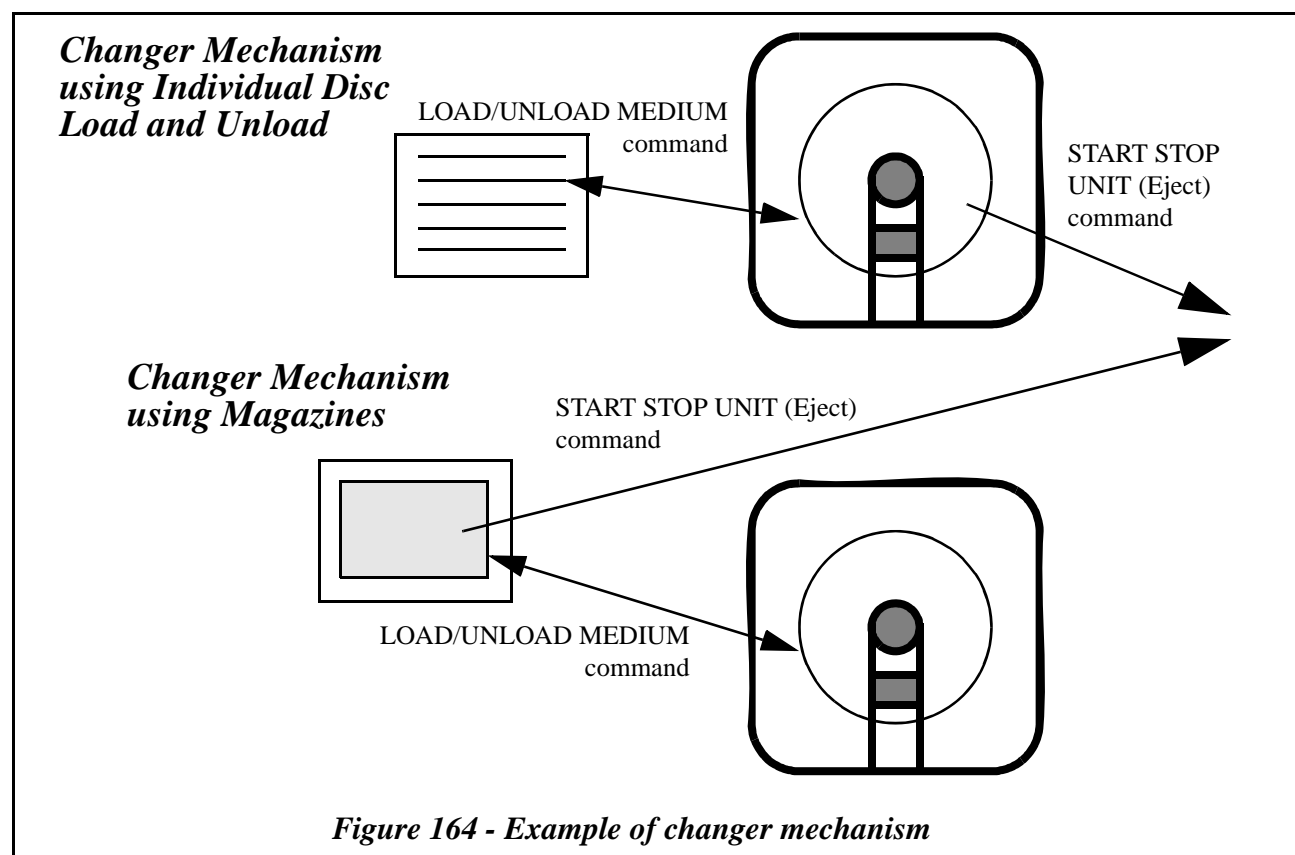 Changer Mechanism
using Individual Disc
Load and Unload
LOAD/UNLOAD MEDIUM
command
START STOP
UNIT (Eject)
command
Changer Mechanism
using Magazines
START STOP UNIT (Eject)
command
LOAD/UNLOAD MEDIUM
command
Figure 164 - Example of changer mechanism